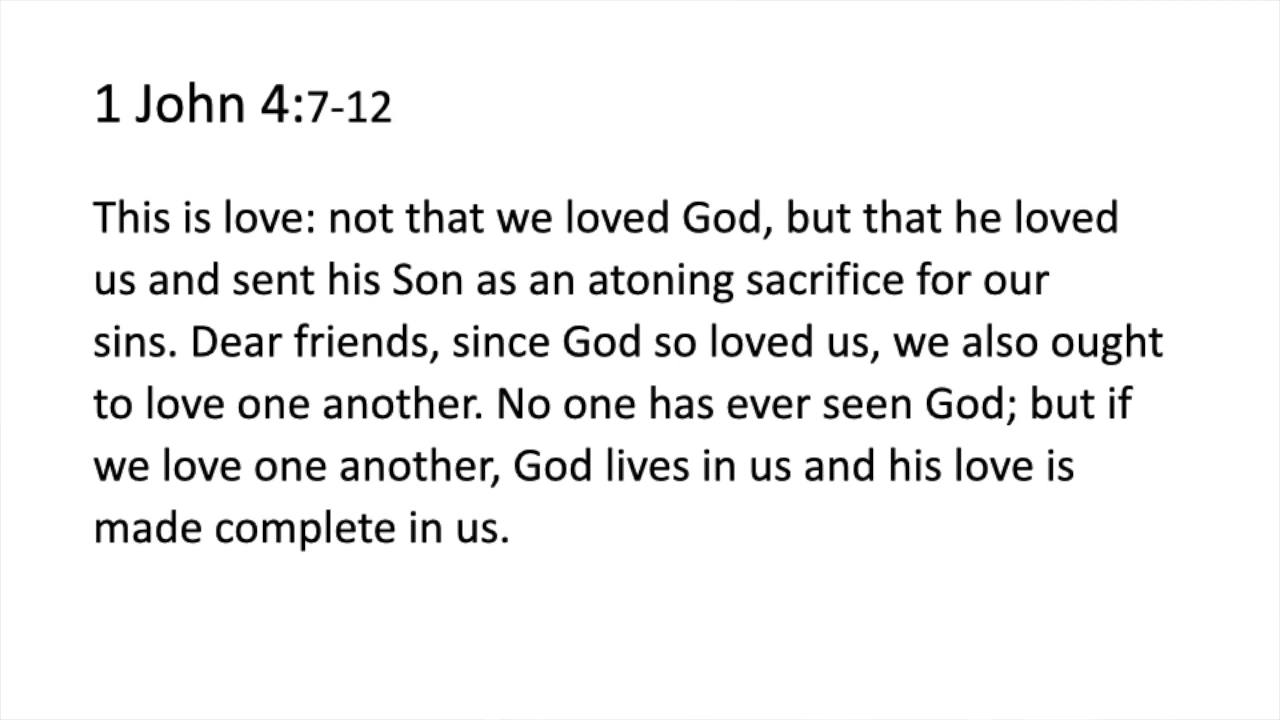 1 John 4:7-12
This is love: not that we loved God, but that he loved
us and sent his Son as an atoning sacrifice for our
sins. Dear friends, since God so loved us, we also ought
to love one another. No one has ever seen God; but if
we love one another, God lives in us and his love is
made complete in us.